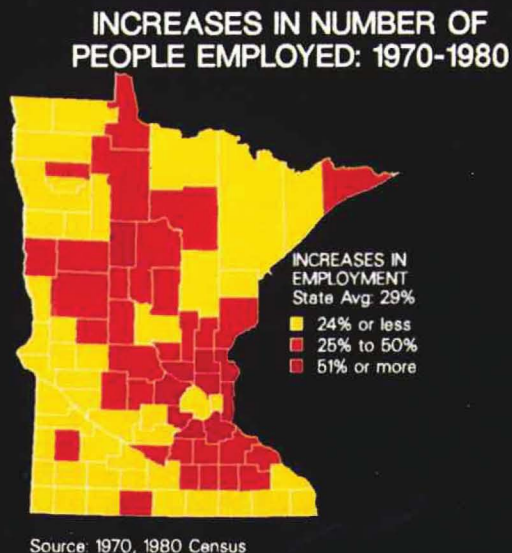 INCREASES IN NUMBER OF
PEOPLE EMPLOYED: 1970-1980
INCREASES IN
EMPLOYMENT
State Avg: 29%
24% or less
25% to 50%
51% or more
Source: 1970, 1980 Census